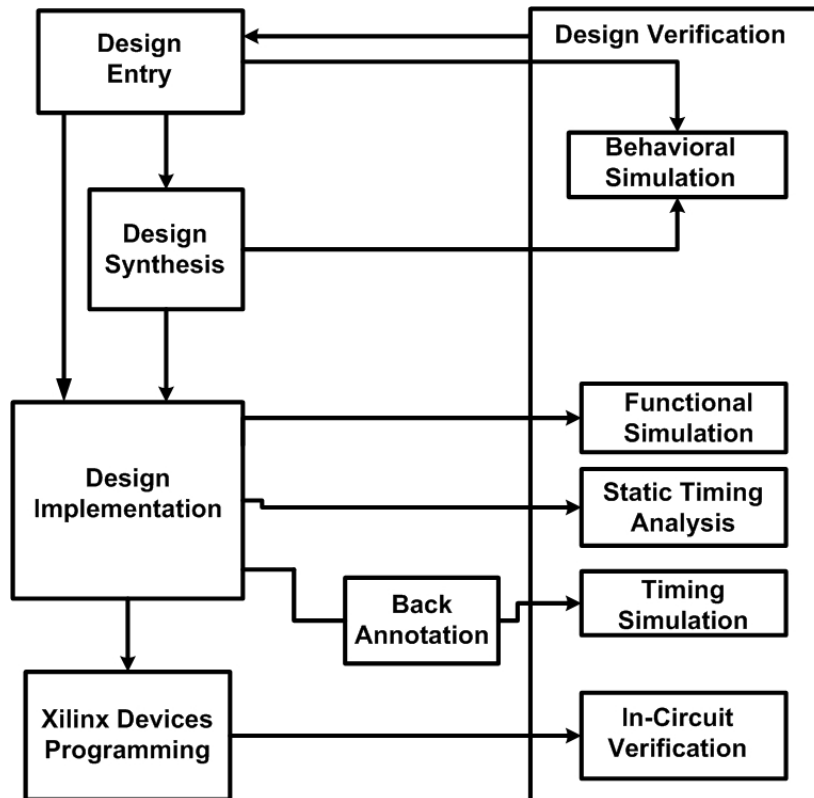 Design
Entry
Design Verification
Behavioral
Simulation
Design
Synthesis
Functional
Simulation
Design
Implementation
Static Timing
Analysis
Back
Annotation
Timing
Simulation
Xilinx Devices
Programming
In-Circuit
Verification